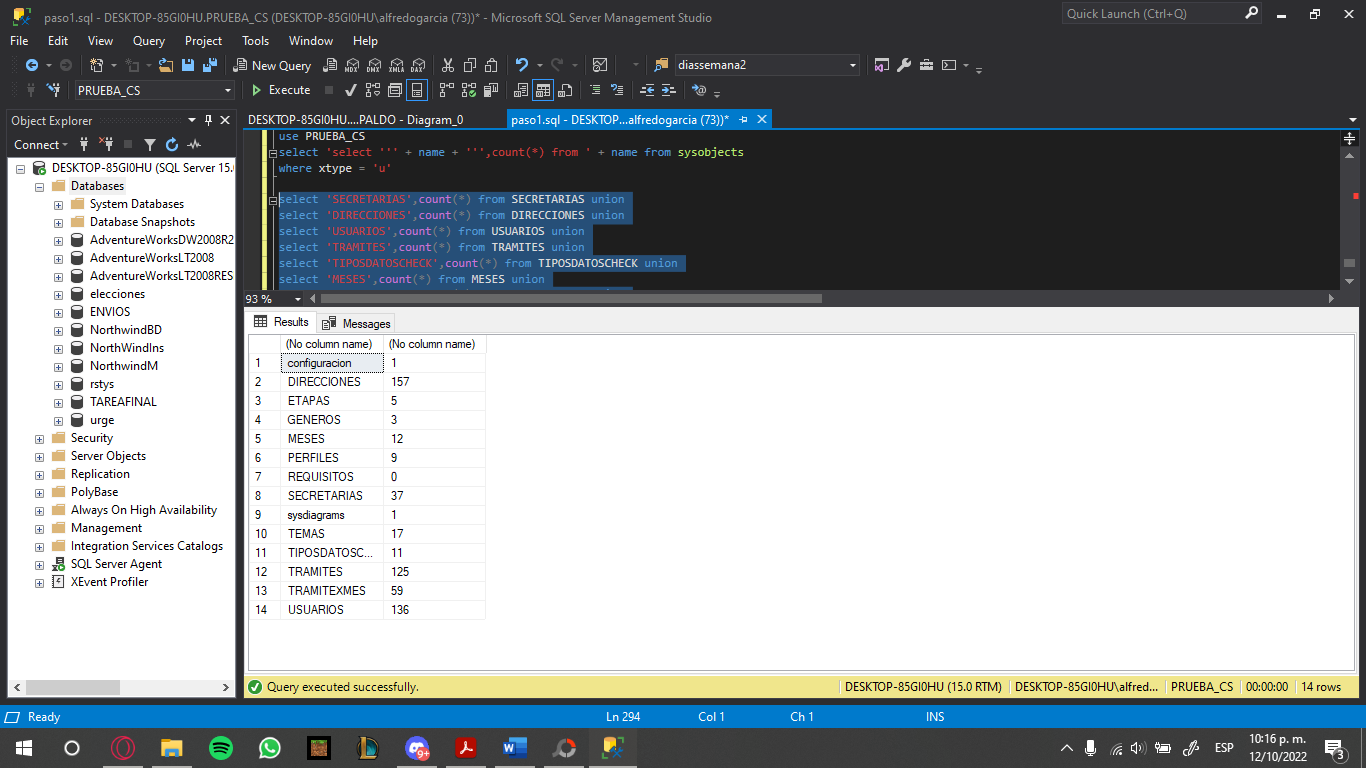 paso1.sql - DESKTOP-85GI0HU.PRUEBA_CS (DESKTOP-85GI0HU\alfredogarcia (73))* - Microsoft SQL Server Management Studio
Quick Launch (Ctrl+Q)
File Edit View Query Project Tools Window Help
New Query
MDX DMX XMLA DAX
diassemana2
PRUEBA_CS
Execute
Object Explorer
Connect
DESKTOP-85GI0HU (SQL Server 15.
Databases
System Databases
Database Snapshots
AdventureWorksDW2008R2
AdventureWorksLT2008
AdventureWorksLT2008RES
elecciones
ENVIOS
NorthwindBD
NorthWindIns
NorthwindM
rstys
TAREAFINAL
urge
Security
Server Objects
Replication
PolyBase
Always On High Availability
Management
Integration Services Catalogs
SQL Server Agent
XEvent Profiler
DESKTOP-85GI0HU....PALDO - Diagram_0
paso1.sql - DESKTOP...alfredogarcia (73))*
use PRUEBA_CS
select 'select ''' + name + ''',count(*) from ' + name from sysobjects
where xtype = 'u'
select 'SECRETARIAS',count(*) from SECRETARIAS union
select 'DIRECCIONES',count(*) from DIRECCIONES union
select 'USUARIOS',count(*) from USUARIOS union
select 'TRAMITES',count(*) from TRAMITES union
select 'TIPOSDATOSCHECK',count(*) from TIPOSDATOSCHECK union
select 'MESES',count(*) from MESES union
93 %
Results Messages
(No column name) (No column name)
1 configuracion 1
2 DIRECCIONES 157
3 ETAPAS 5
4 GENEROS 3
5 MESES 12
6 PERFILES 9
7 REQUISITOS 0
8 SECRETARIAS 37
9 sysdiagrams 1
10 TEMAS 17
11 TIPOSDATOSC... 11
12 TRAMITES 125
13 TRAMITEXMES 59
14 USUARIOS 136
Query executed successfully.
DESKTOP-85GI0HU (15.0 RTM) DESKTOP-85GI0HU\alfred... PRUEBA_CS 00:00:00 14 rows
Ready Ln 294 Col 1 Ch 1 INS
9+
ESP
10:16 p. m.
12/10/2022
3